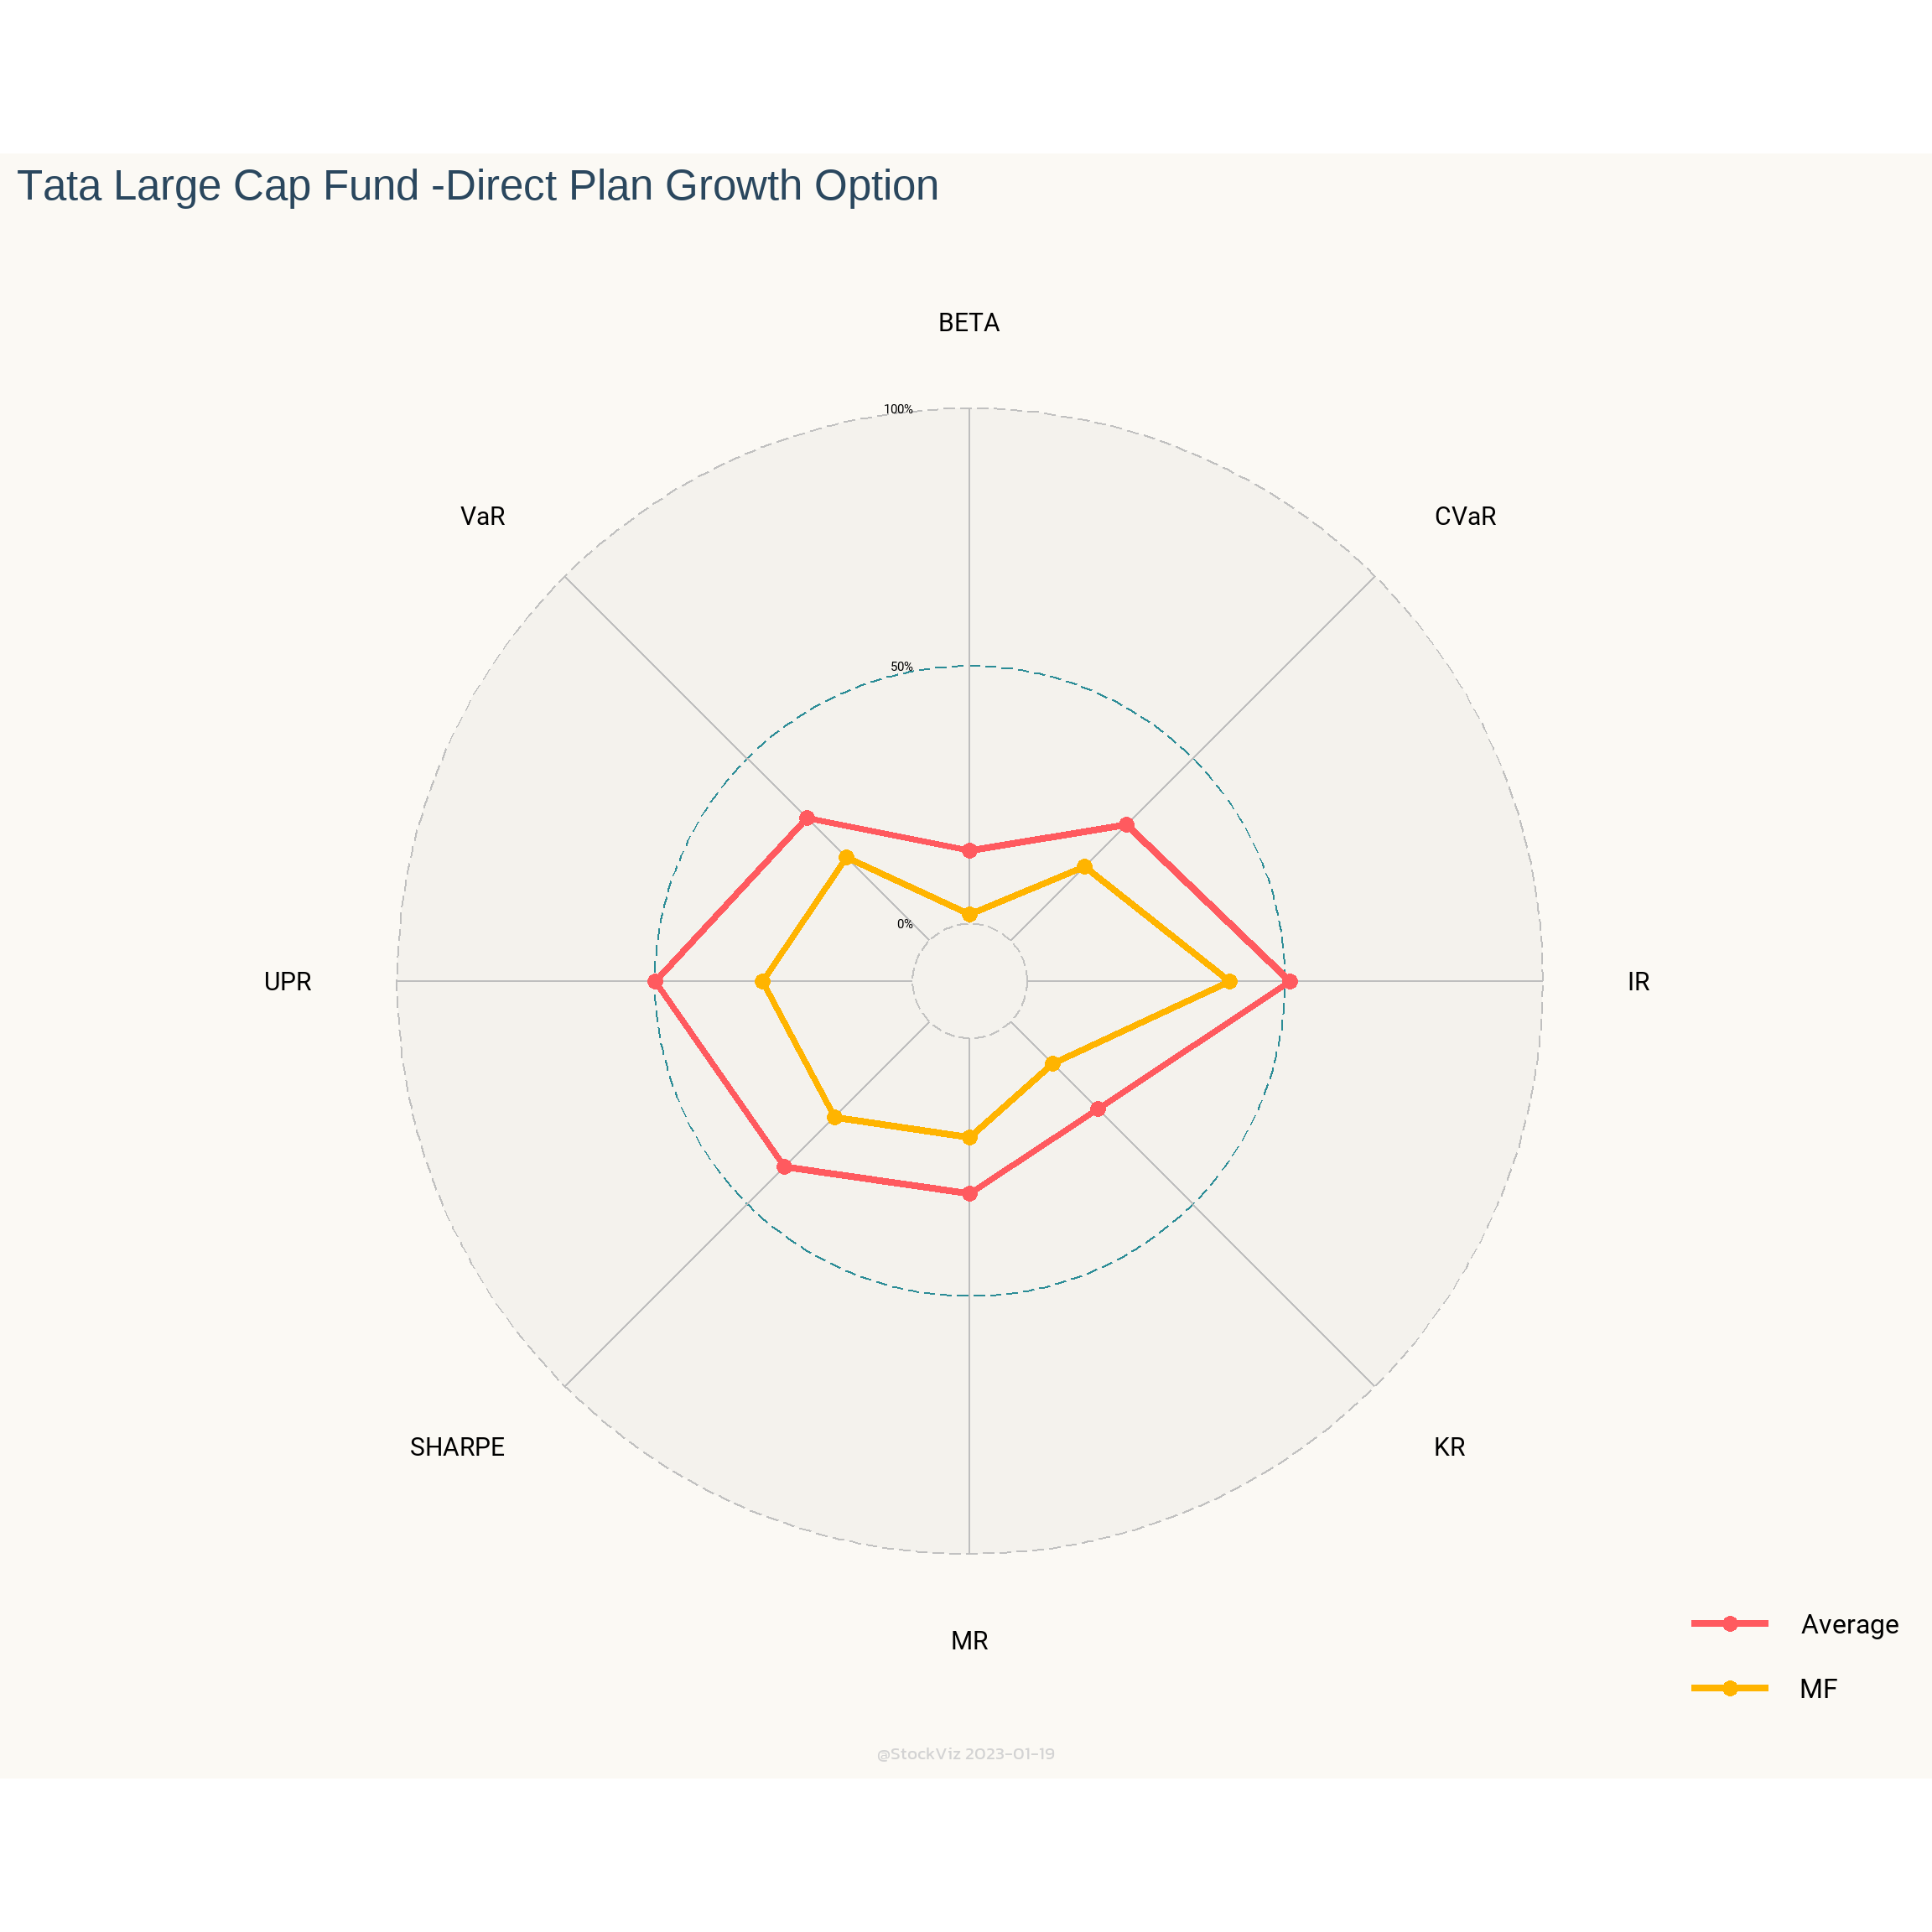 Tata Large Cap Fund -Direct Plan Growth Option
BETA
100%
VaR
CVaR
50%
0%
UPR
IR
SHARPE
KR
MR
Average
MF
@StockViz 2023-01-19